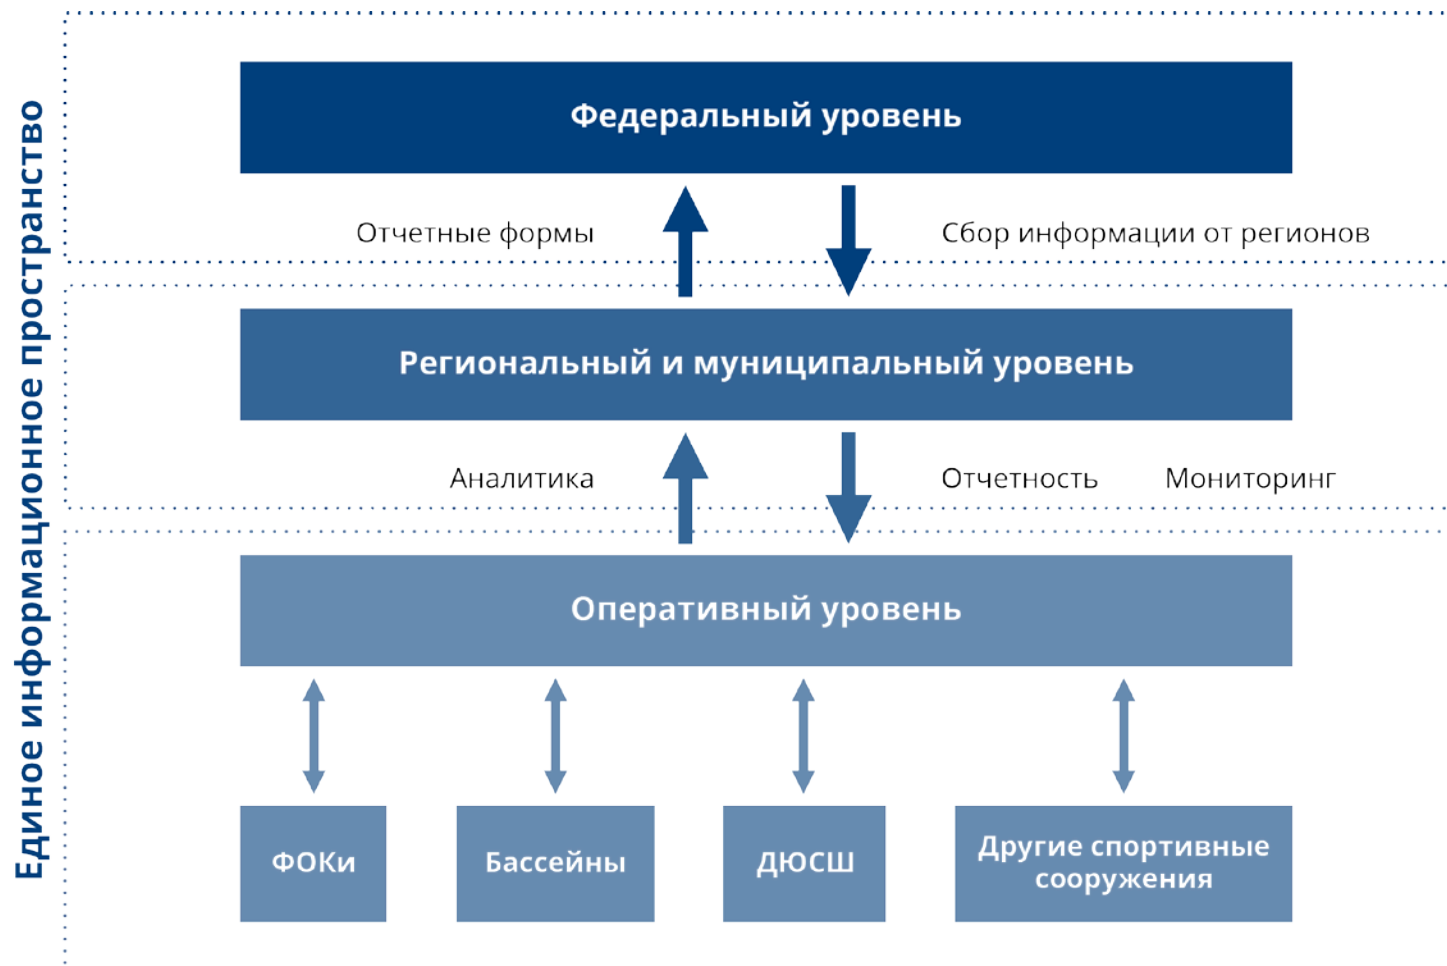 Единое информационное пространство
Федеральный уровень
Отчетные формы
Сбор информации от регионов
Региональный и муниципальный уровень
Аналитика
Отчетность
Мониторинг
Оперативный уровень
ФОКи
Бассейны
ДЮСШ
Другие спортивные
сооружения